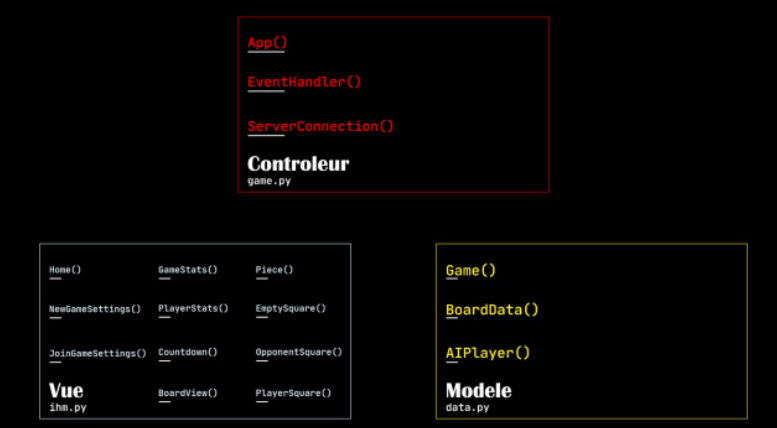 App()
EventHandler()
ServerConnection()
Controleur
game.py
Home() GameStats() Piece()
NewGameSettings() PlayerStats() EmptySquare()
JoinGameSettings() Countdown() OpponentSquare()
Vue BoardView() PlayerSquare()
ihm.py
Game()
BoardData()
AIPlayer()
Modele
data.py